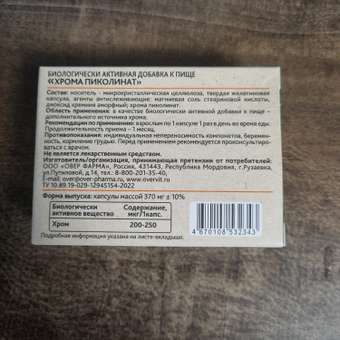 БИОЛОГИЧЕСКИ АКТИВНАЯ ДОБАВКА К ПИЩЕ
«ХРОМА ПИКОЛИНАТ»
Состав: носитель - микрокристаллическая целлюлоза, твердая желатиновая
капсула, агенты антислеживающие: магниевая соль стеариновой кислоты,
диоксид кремния аморфный; хрома пиколинат.
Область применения: в качестве биологически активной добавки к пище -
дополнительного источника хрома.
Рекомендации по применению: взрослым по 1 капсуле 1 раз в день во время еды.
Продолжительность приема – 1 месяц.
Противопоказания: индивидуальная непереносимость компонентов, беремен-
ность, кормление грудью. Перед применением рекомендуется проконсультиро-
ваться с врачом.
Не является лекарственным средством.
Изготовитель/организация, принимающая претензии от потребителей:
ООО «ОВЕР ФАРМА», Россия, 431443, Республика Мордовия, г.Рузаевка,
ул.Путиловой, д.14, тел.: 8-800-201-35-40,
e-mail: over@over-pharma.ru, www.overvit.ru
ТУ 10.89.19-029-12945154-2022
Форма выпуска: капсулы массой 370 мг ± 10%
Биологически активное вещество
Содержание, мкг/1капс.
Хром
200-250
4 670108 532343
Подробная информация указана на листе-вкладыше.